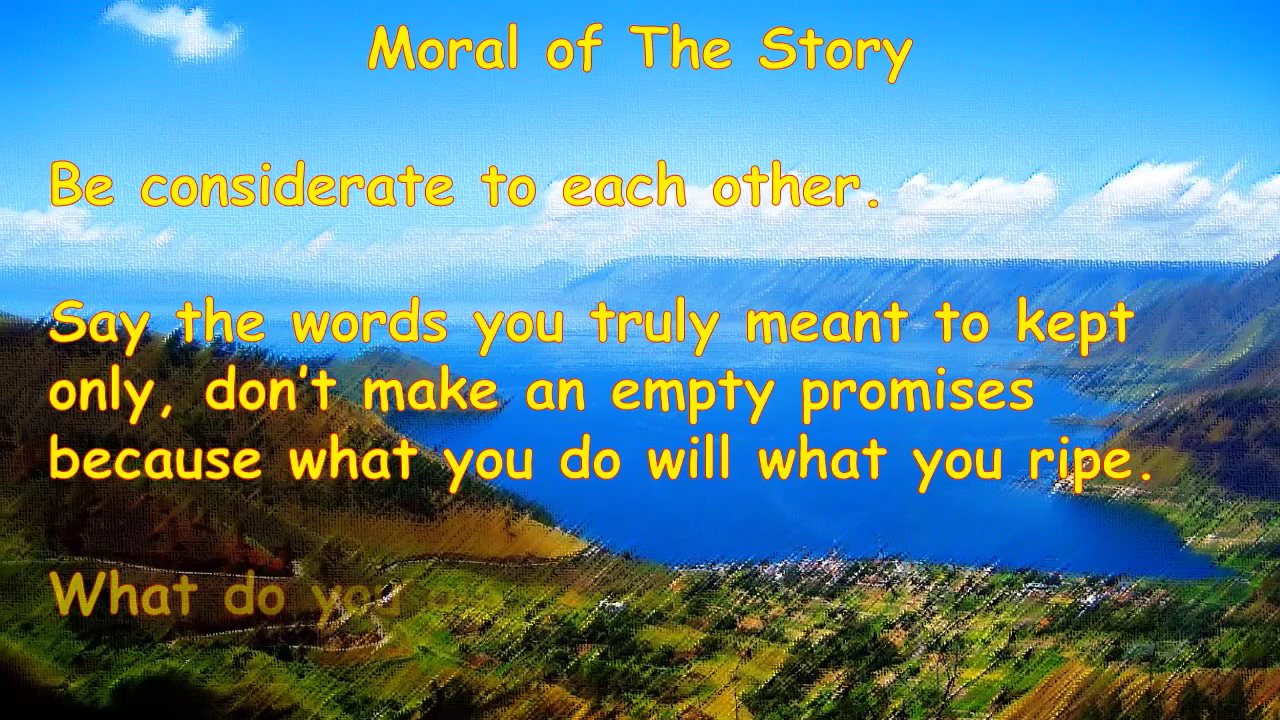 Moral of The Story
Be considerate to each other.
Say the words you truly meant to kept
only, don’t make an empty promises
because what you do will what you ripe.
What do you